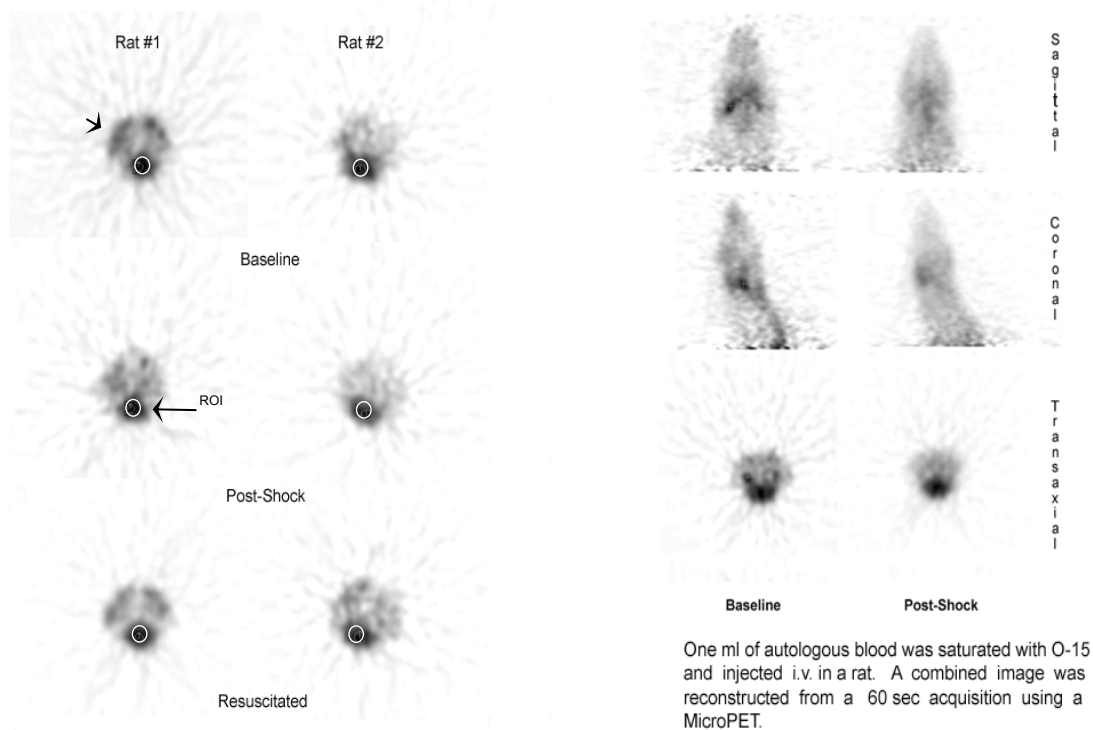 Rat #1
Rat #2
Baseline
ROI
Post-Shock
Resuscitated
Sagittal
Coronal
Transaxial
Baseline
Post-Shock
One ml of autologous blood was saturated with O-15
and injected i.v. in a rat. A combined image was
reconstructed from a 60 sec acquisition using a
MicroPET.